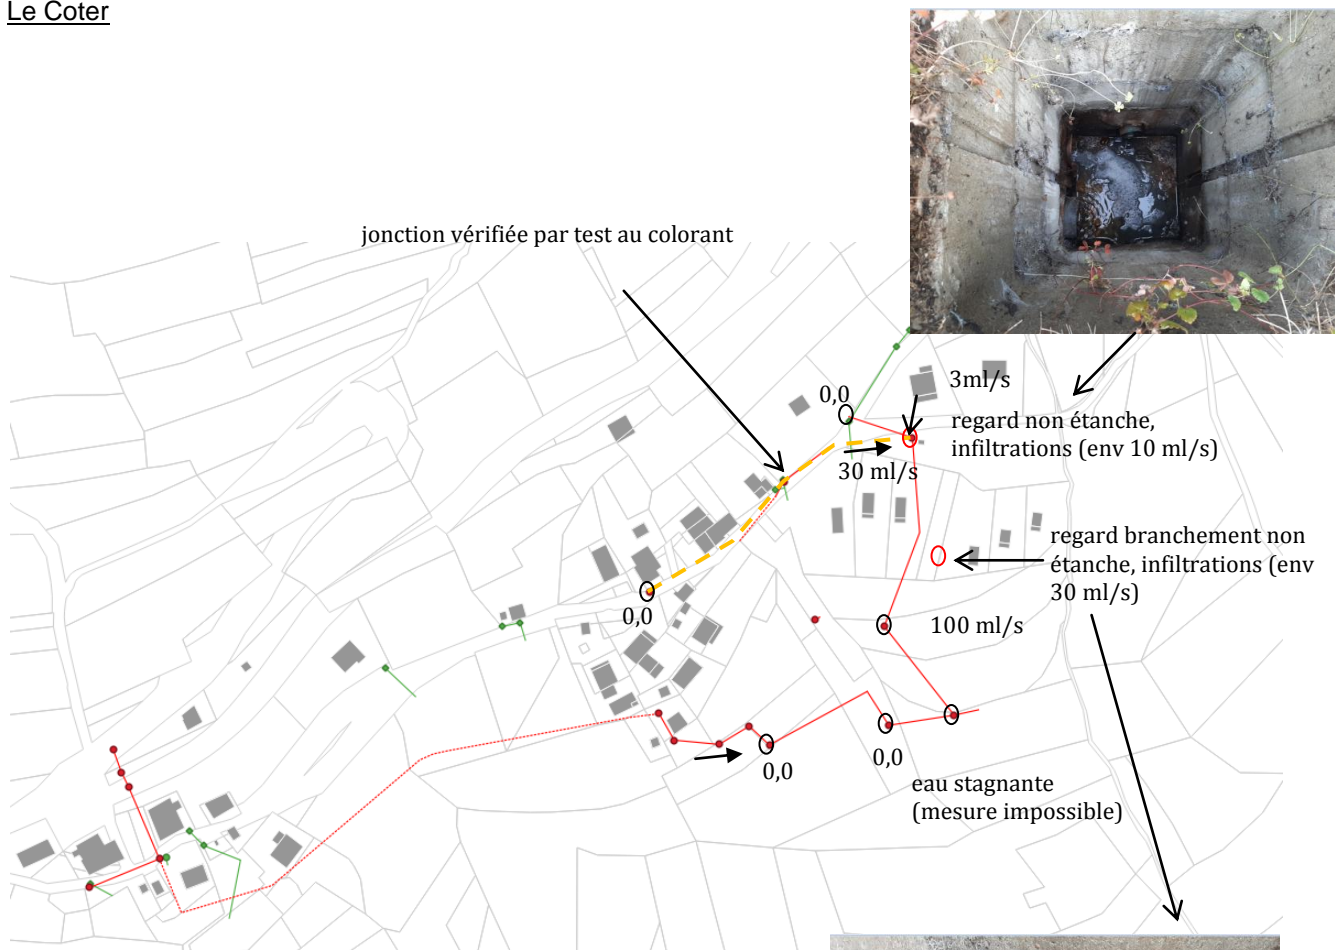 Le Coter
jonction vérifiée par test au colorant
3ml/s
0,0
regard non étanche,
infiltrations (env 10 ml/s)
30 ml/s
regard branchement non
étanche, infiltrations (env
30 ml/s)
0,0
100 ml/s
0,0
0,0
eau stagnante
(mesure impossible)